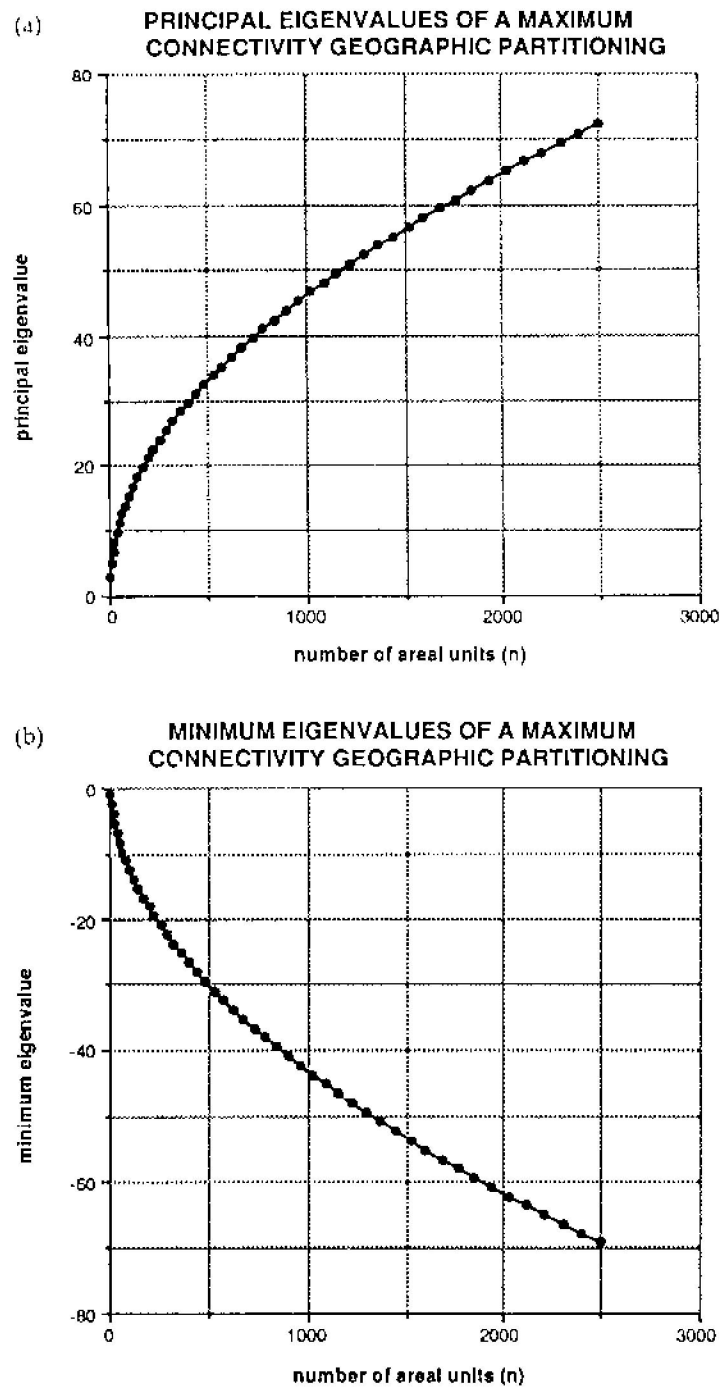 (a)
PRINCIPAL EIGENVALUES OF A MAXIMUM
CONNECTIVITY GEOGRAPHIC PARTITIONING
80
60
40
20
0
principal eigenvalue
0
1000
2000
3000
number of areal units (n)
(b)
MINIMUM EIGENVALUES OF A MAXIMUM
CONNECTIVITY GEOGRAPHIC PARTITIONING
0
-20
-40
-60
-80
minimum eigenvalue
0
1000
2000
3000
number of areal units (n)